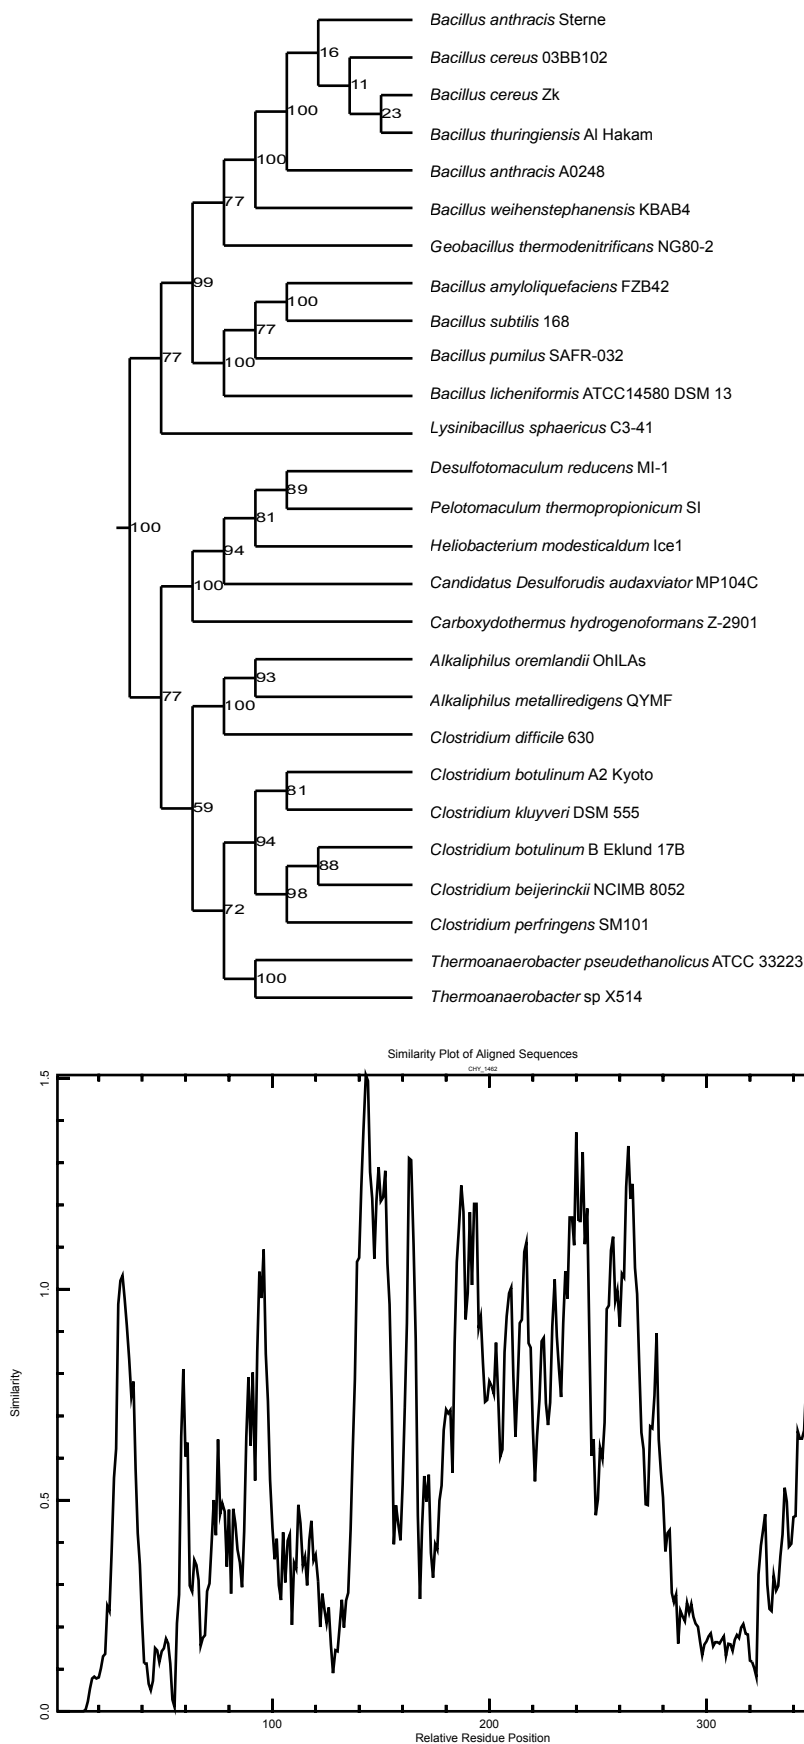 Bacillus anthracis Sterne
16
Bacillus cereus 03BB102
11
Bacillus cereus Zk
100
23
Bacillus thuringiensis Al Hakam
100
Bacillus anthracis A0248
77
Bacillus weihenstephanensis KBAB4
Geobacillus thermodenitrificans NG80-2
99
Bacillus amyloliquefaciens FZB42
100
Bacillus subtilis 168
77
77
Bacillus pumilus SAFR-032
100
Bacillus licheniformis ATCC14580 DSM 13
Lysinibacillus sphaericus C3-41
Desulfotomaculum reducens MI-1
89
Pelotomaculum thermopropionicum SI
81
100
Heliobacterium modesticaldum Ice1
94
Candidatus Desulforudis audaxviator MP104C
100
Carboxydothermus hydrogenoformans Z-2901
Alkaliphilus oremlandii OhILAs
93
77
Alkaliphilus metalliredigens QYMF
100
Clostridium difficile 630
Clostridium botulinum A2 Kyoto
81
59
Clostridium kluyveri DSM 555
94
Clostridium botulinum B Eklund 17B
88
Clostridium beijerinckii NCIMB 8052
98
72
Clostridium perfringens SM101
Thermoanaerobacter pseudethanolicus ATCC 33223
100
Thermoanaerobacter sp X514
Similarity Plot of Aligned Sequences
CHY_1462
1.5
1.0
Similarity
0.5
0.0
100 200 300
Relative Residue Position